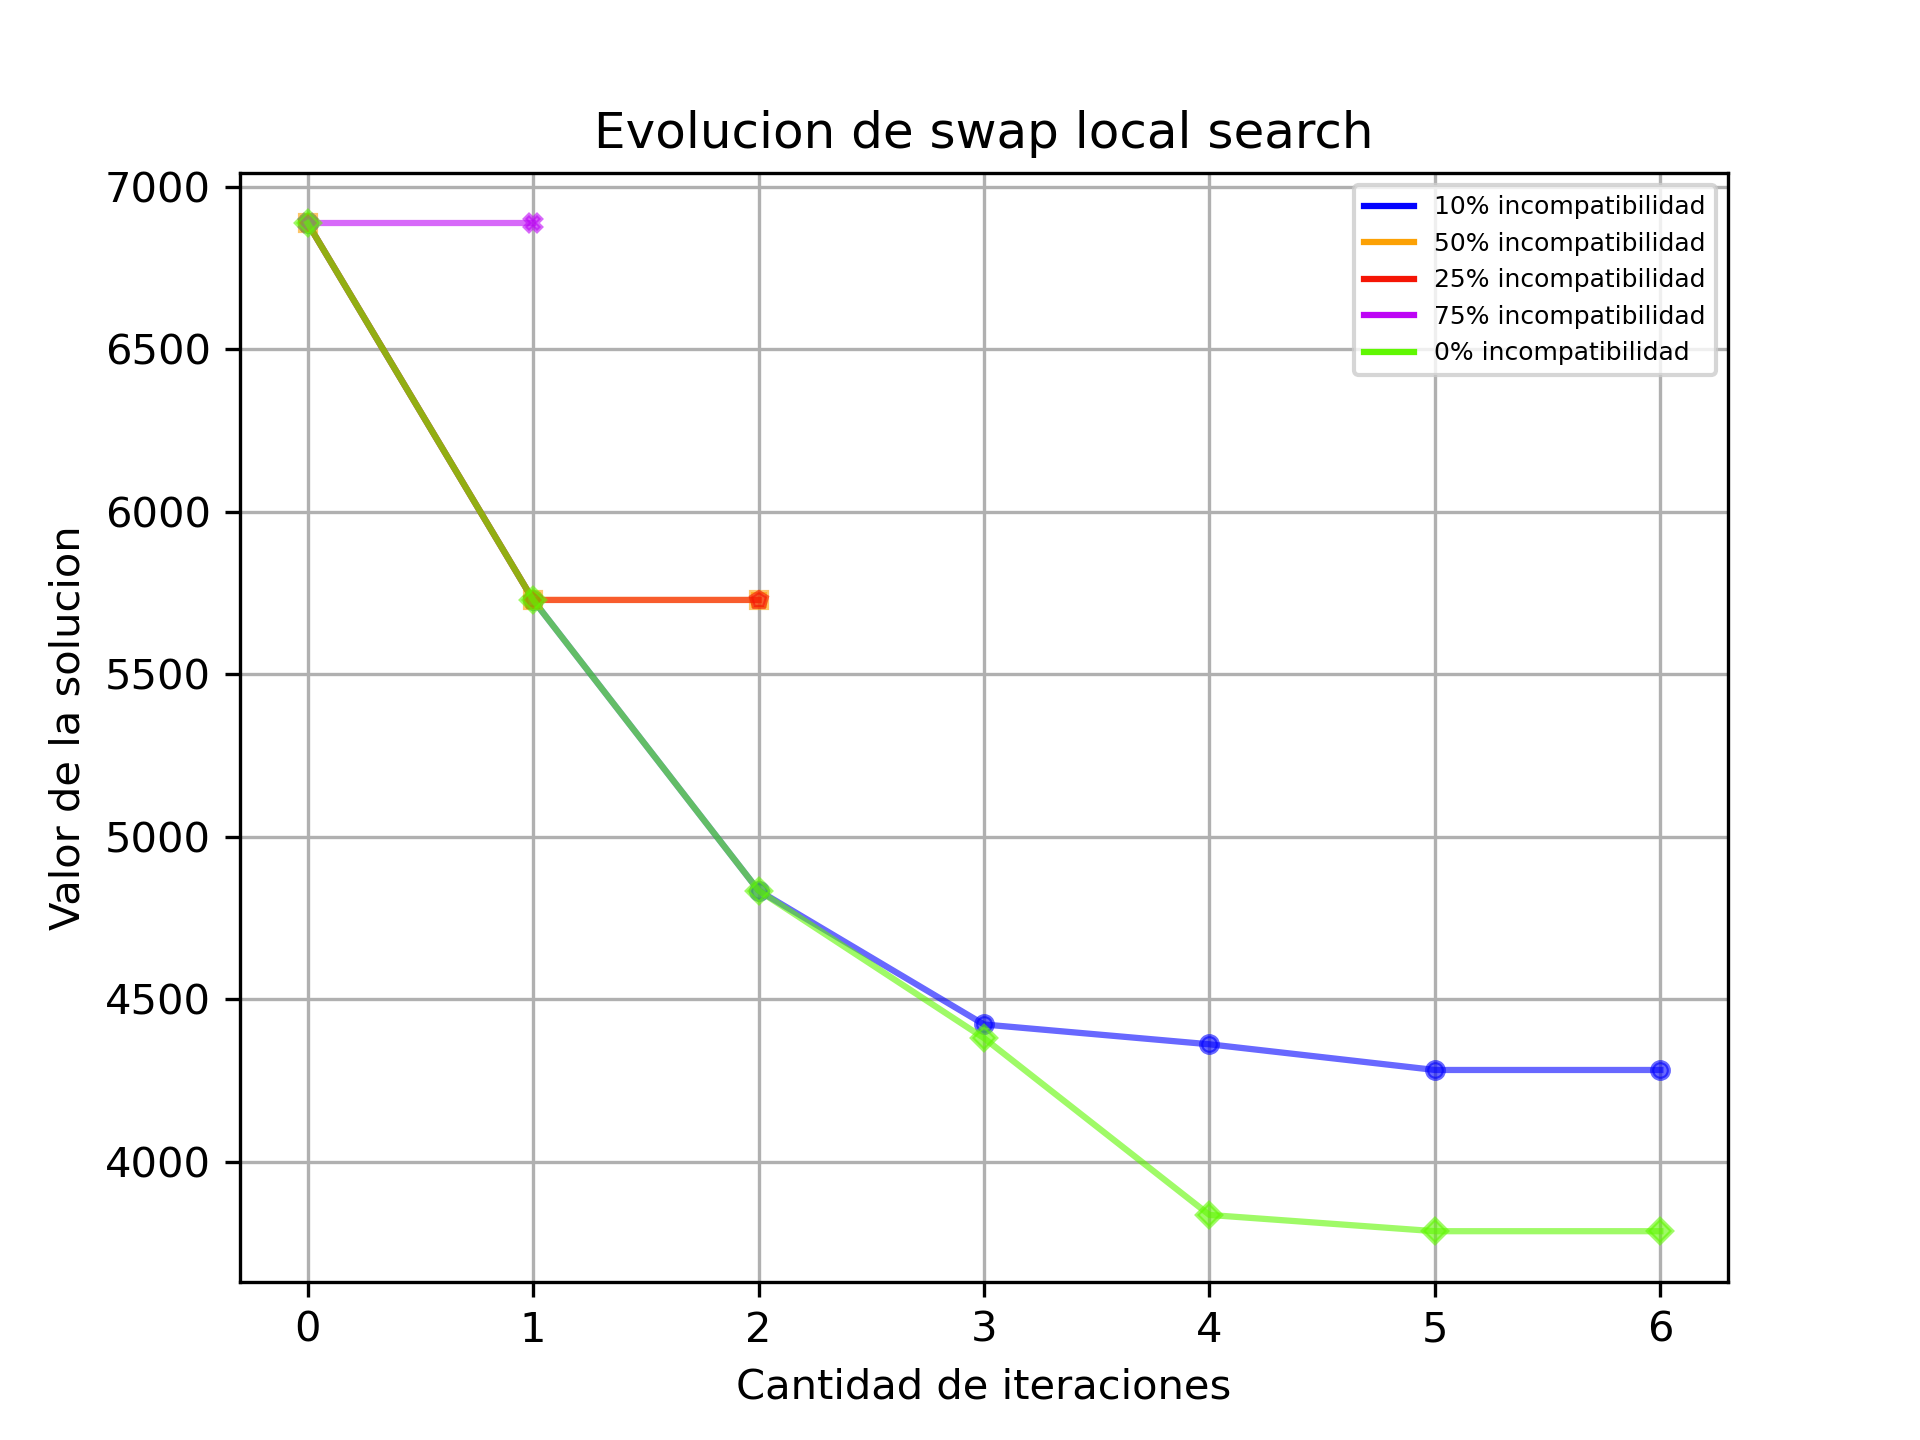 Evolucion de swap local search
7000
6500
6000
5500
5000
4500
4000
Valor de la solucion
10% incompatibilidad
50% incompatibilidad
25% incompatibilidad
75% incompatibilidad
0% incompatibilidad
0 1 2 3 4 5 6
Cantidad de iteraciones